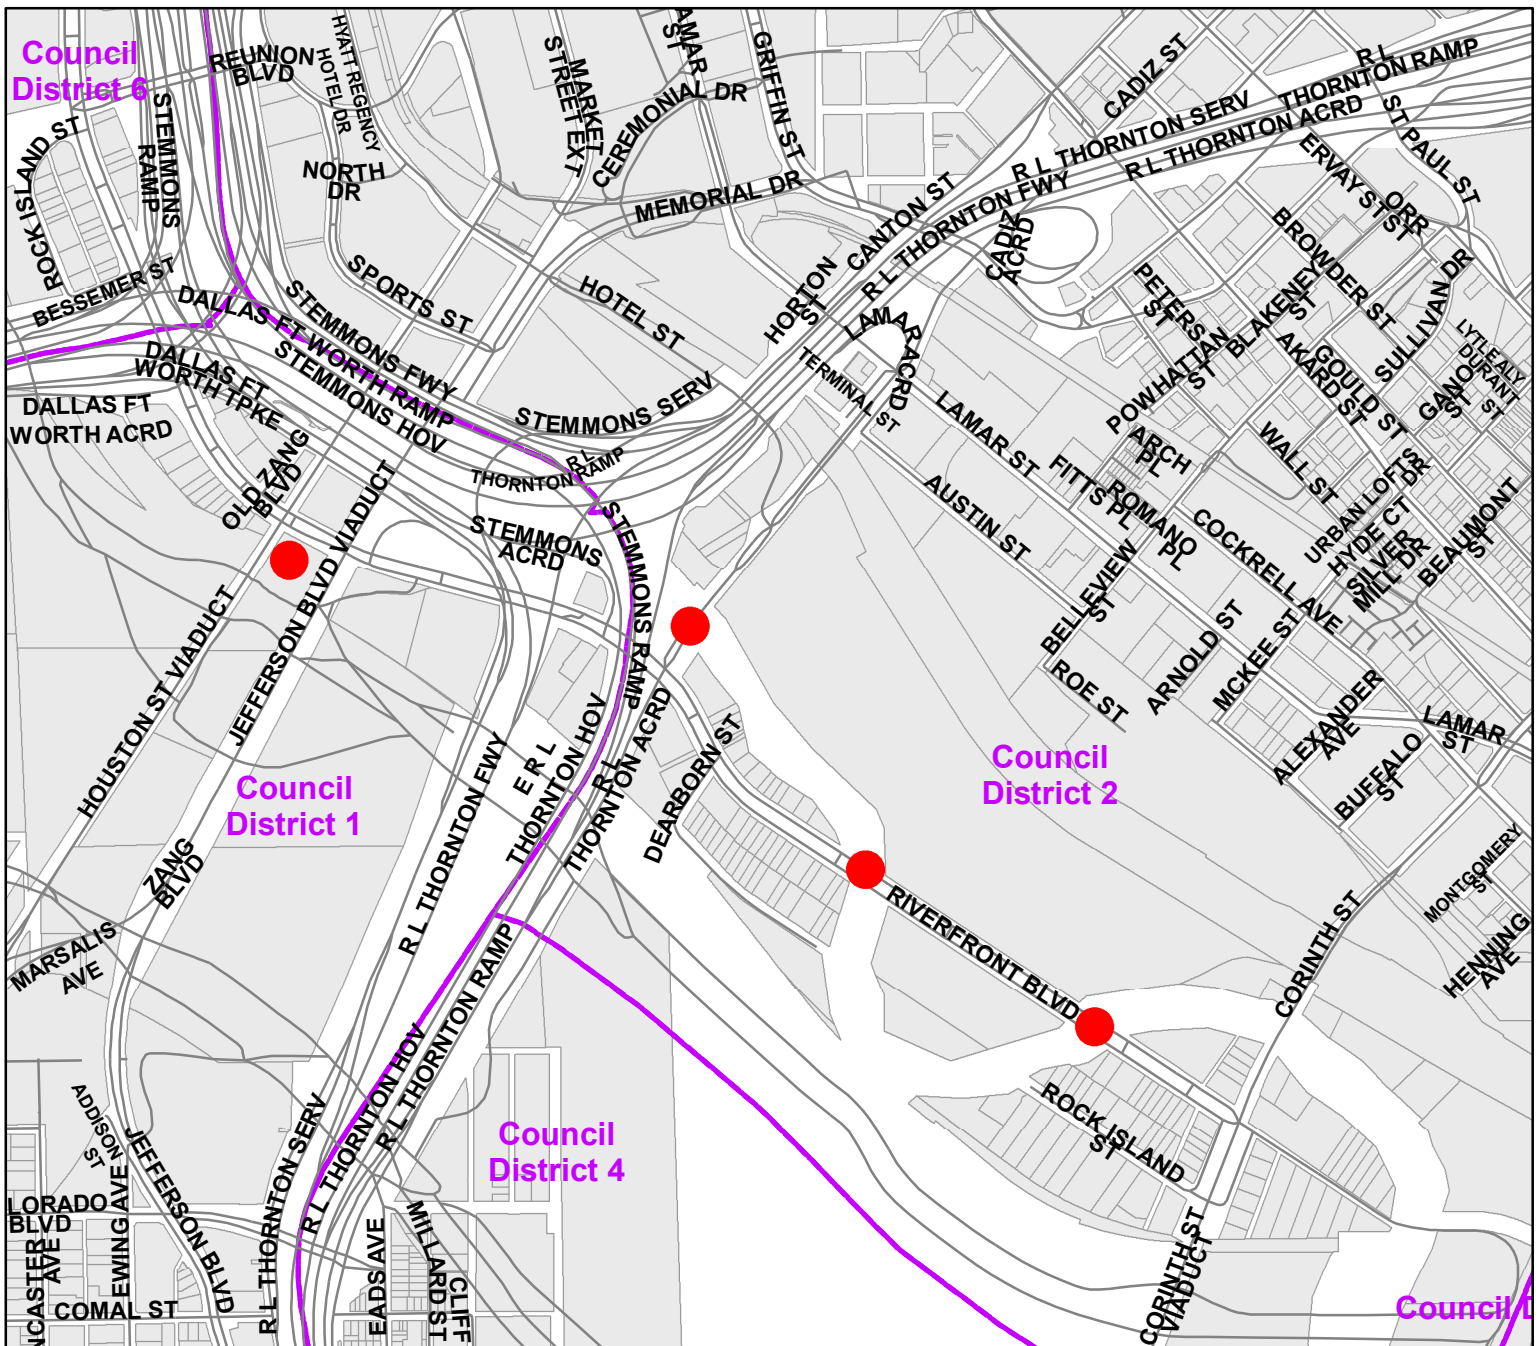 Council
District 6
REUNION
BLVD
HYATT REGENCY
HOTEL DR
MARKET
STREET EXT
AMAR
ST
CEREMONIAL DR
GRIFFIN ST
CADIZ ST
R L
THORNTON RAMP
R L THORNTON SERV
R L THORNTON ACRD
ST PAUL ST
ROCK ISLAND ST
STEMMONS
RAMP
NORTH
DR
MEMORIAL DR
CANTON ST
R L THORNTON FWY
CADIZ
ACRD
ERVAY ST
ORR
ST
BROWDER ST
BESSEMER ST
SPORTS ST
HOTEL ST
HORTON
ST
LAMAR
ACRD
PETERS
ST
BLAKENEY
ST
SULLIVAN DR
LYTLE
ALY
DURANT
ST
DALLAS FT WORTH RAMP
STEMMONS FWY
STEMMONS HOV
DALLAS FT
WORTH TPKE
DALLAS FT
WORTH ACRD
STEMMONS SERV
R L
THORNTON RAMP
TERMINAL ST
LAMAR ST
POWHATTAN
ST
AKARD ST
GOULD ST
GANO
ST
ARCH
PL
FITTS PL
ROMANO
PL
WALL ST
URBAN LOFTS
DR
HYDE CT
SILVER
MILL DR
BEAUMONT
ST
OLD ZANG
BLVD
STEMMONS
ACRD
STEMMONS RAMP
AUSTIN ST
COCKRELL AVE
BELLEVIEW
ST
ROE ST
ARNOLD ST
MCKEE ST
ALEXANDER
AVE
BUFFALO
ST
LAMAR
ST
HOUSTON ST VIADUCT
JEFFERSON BLVD VIADUCT
Council
District 1
R L THORNTON FWY
E R L
THORNTON HOV
R L
THORNTON ACRD
DEARBORN ST
Council
District 2
ZANG
BLVD
MARSALIS
AVE
RIVERFRONT BLVD
CORINTH ST
MONTGOMERY
ST
HENNING
AVE
R L THORNTON RAMP
R L THORNTON HOV
R L THORNTON SERV
ADDISON
ST
JEFFERSON BLVD
EWING AVE
Council
District 4
ROCK ISLAND
ST
LORADO
BLVD
NCASTER
AVE
COMAL ST
EADS AVE
MILLARD ST
CLIFF
CORINTH ST
VIADUCT
Council D